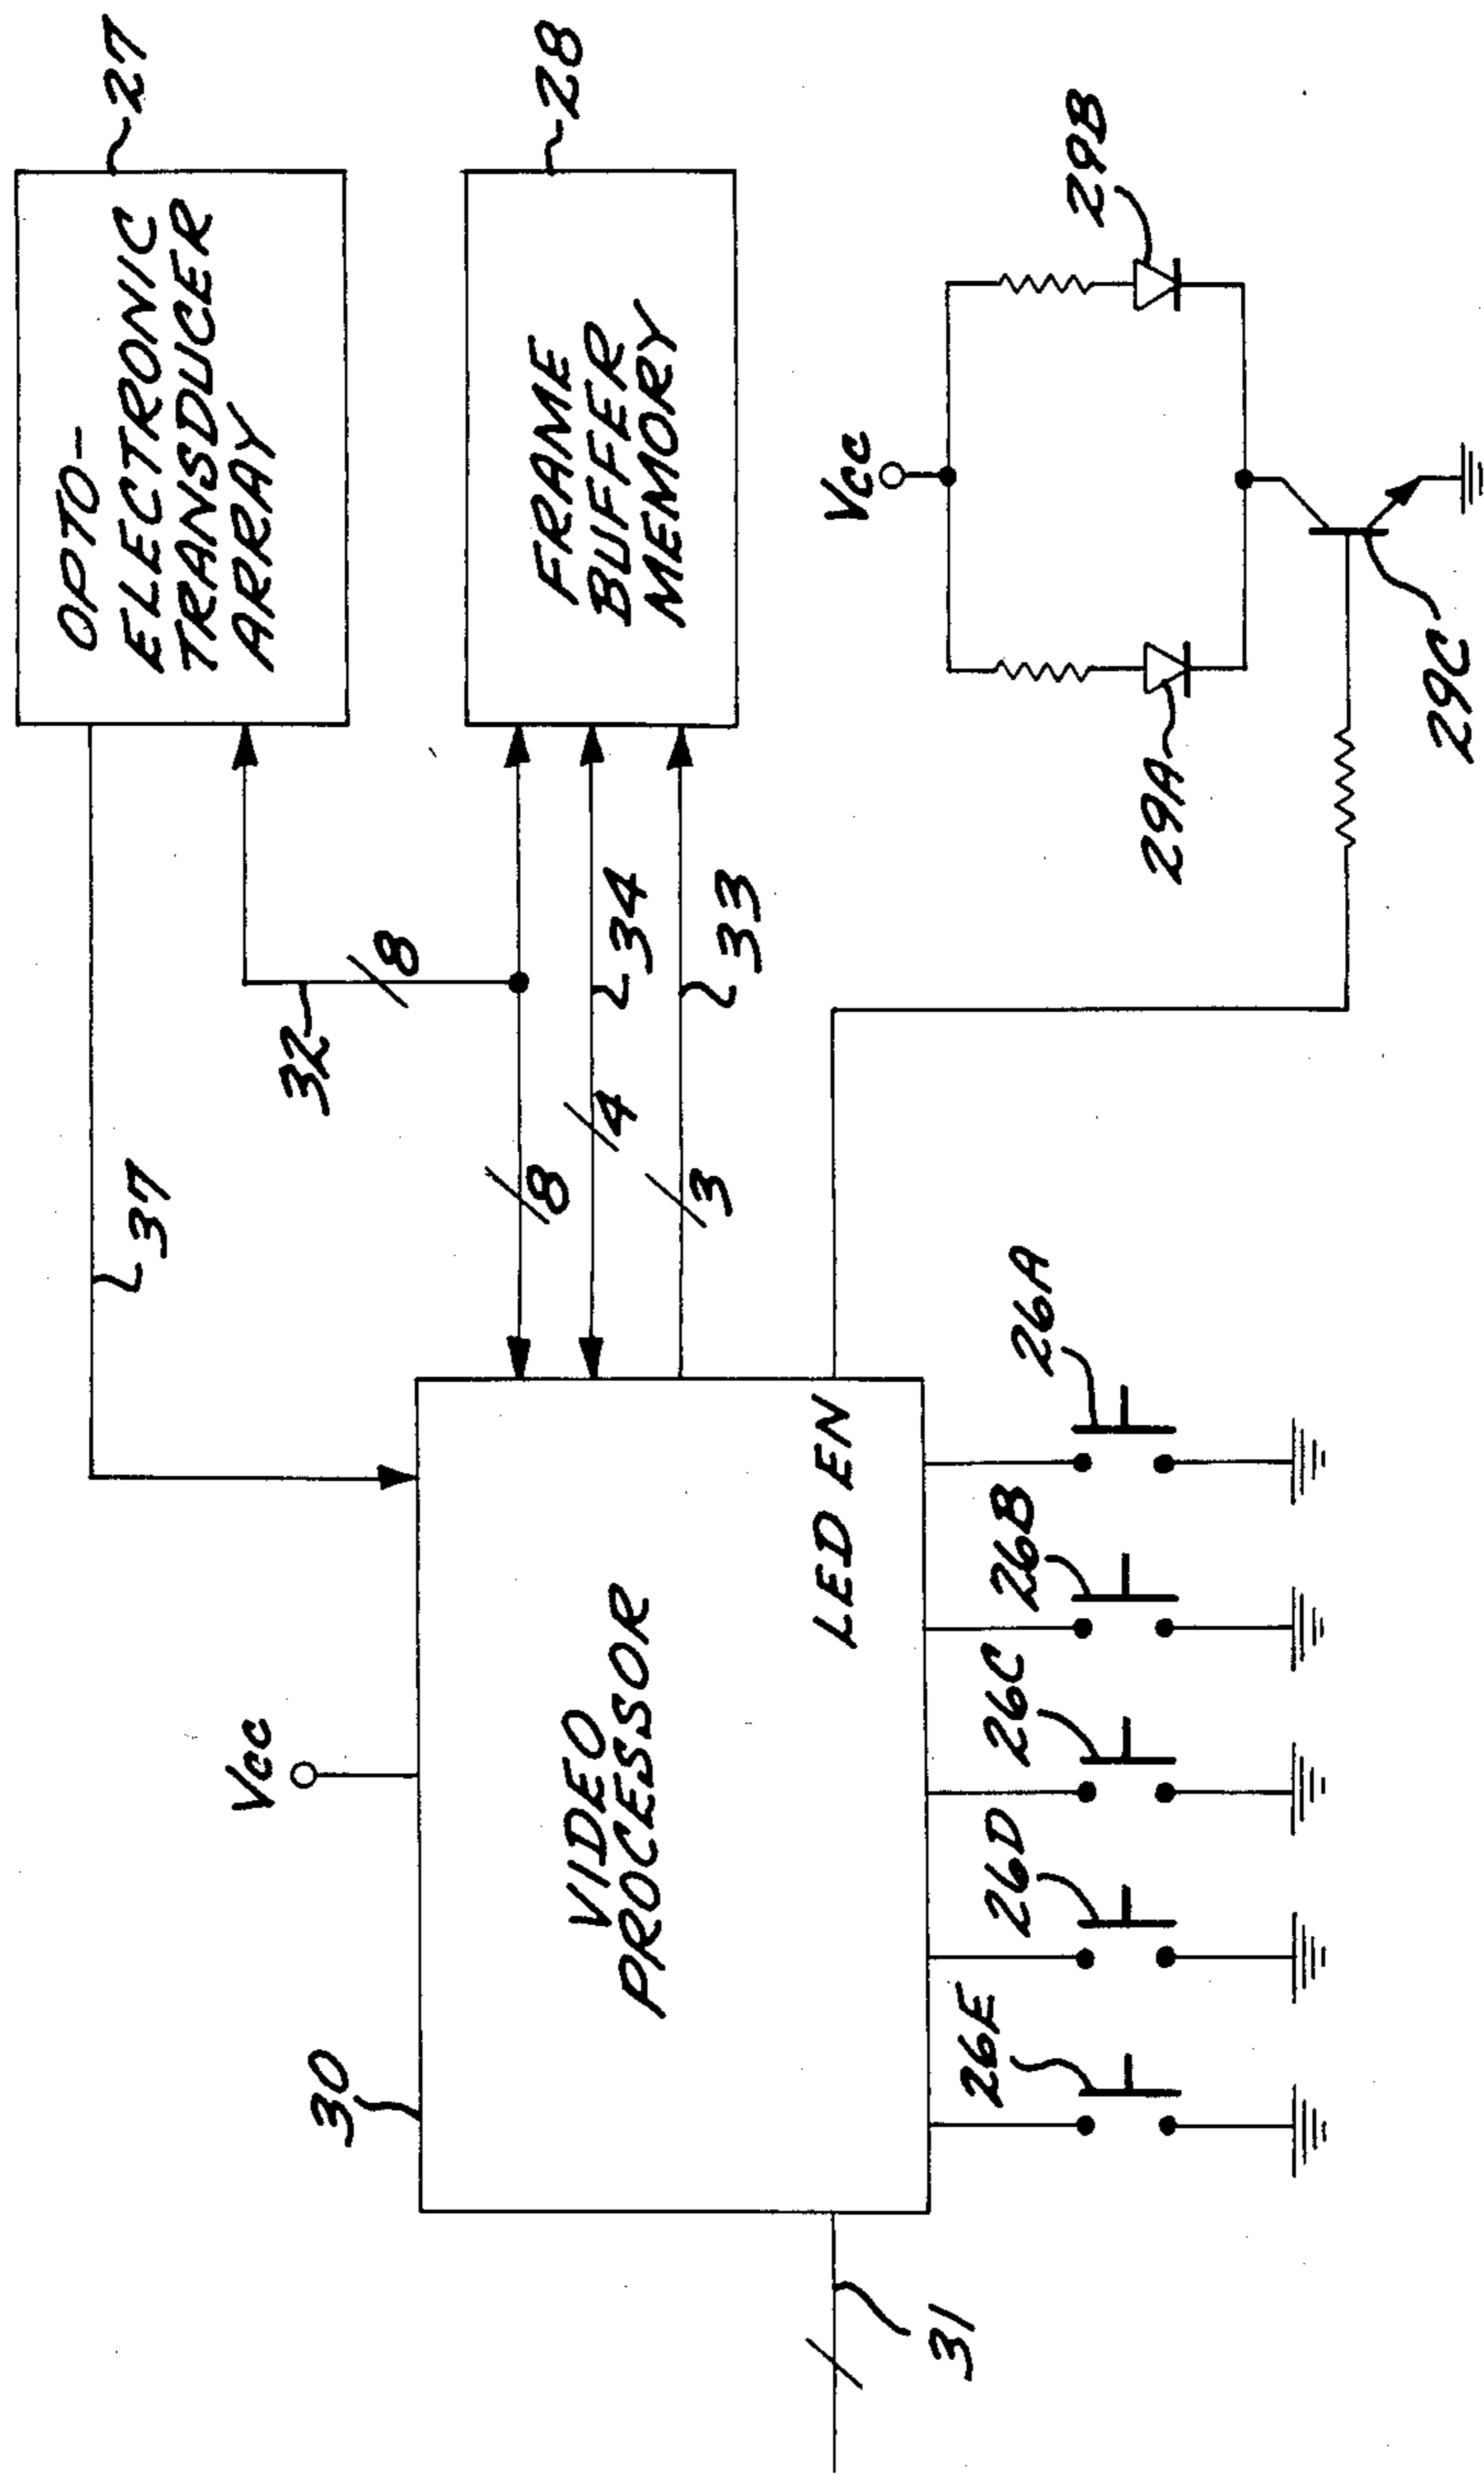 OPTO-
ELECTRONIC
TRANSDUCER
ARRAY
27
37
32
8
FRAME
BUFFER
MEMORY
28
8
34
4
33
3
Vcc
30
VIDEO
PROCESSOR
LED EN
Vcc
29A
29B
29C
26E
26D
26C
26B
26A
31